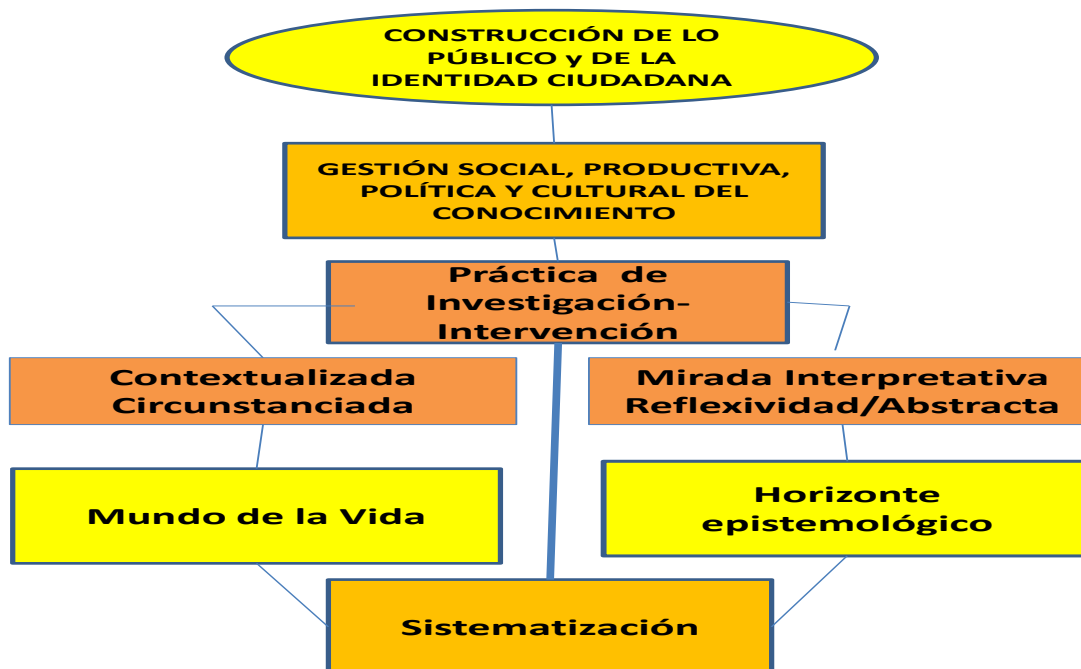 CONSTRUCCIÓN DE LO
PÚBLICO y DE LA
IDENTIDAD CIUDADANA
GESTIÓN SOCIAL, PRODUCTIVA,
POLÍTICA Y CULTURAL DEL
CONOCIMIENTO
Práctica de
Investigación-
Intervención
Contextualizada
Circunstanciada
Mirada Interpretativa
Reflexividad/Abstracta
Mundo de la Vida
Horizonte
epistemológico
Sistematización